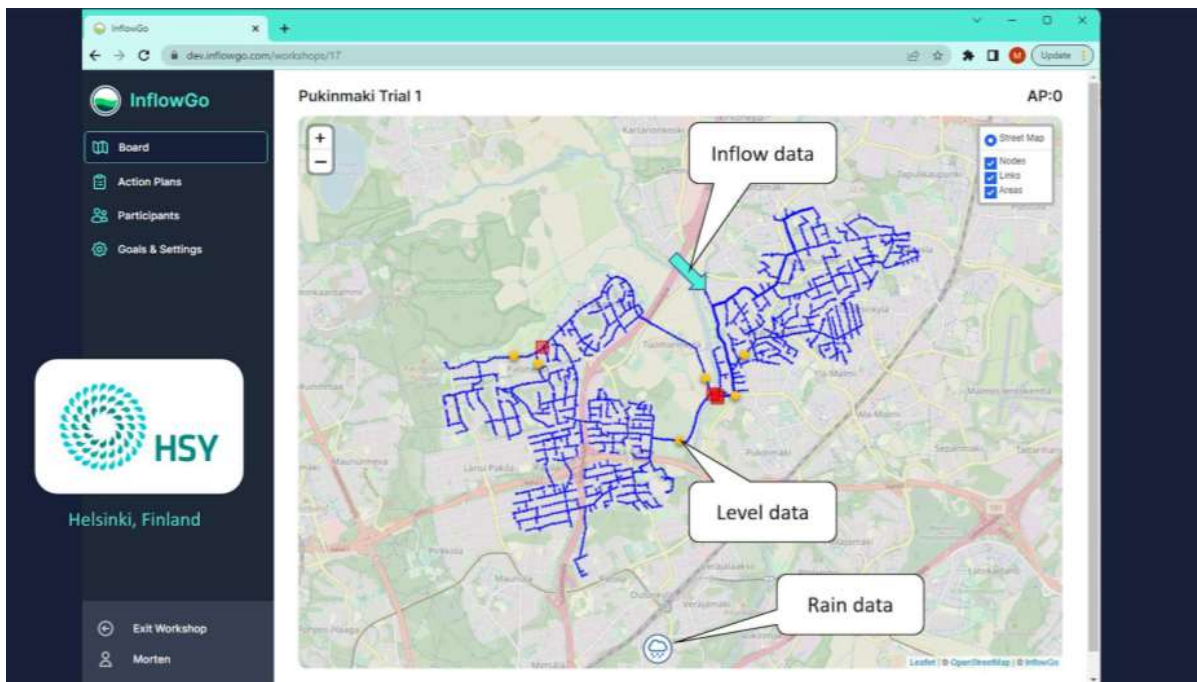 InflowGo
dev.inflowgo.com/workshops/17
Update
InflowGo
Board
Action Plans
Participants
Goals & Settings
Pukinmaki Trial 1
AP:0
+
−
Inflow data
Street Map
Nodes
Links
Areas
Level data
Rain data
HSY
Helsinki, Finland
Exit Workshop
Morten
Maunula
Pukinmäki
Leaflet | © OpenStreetMap | © InflowGo